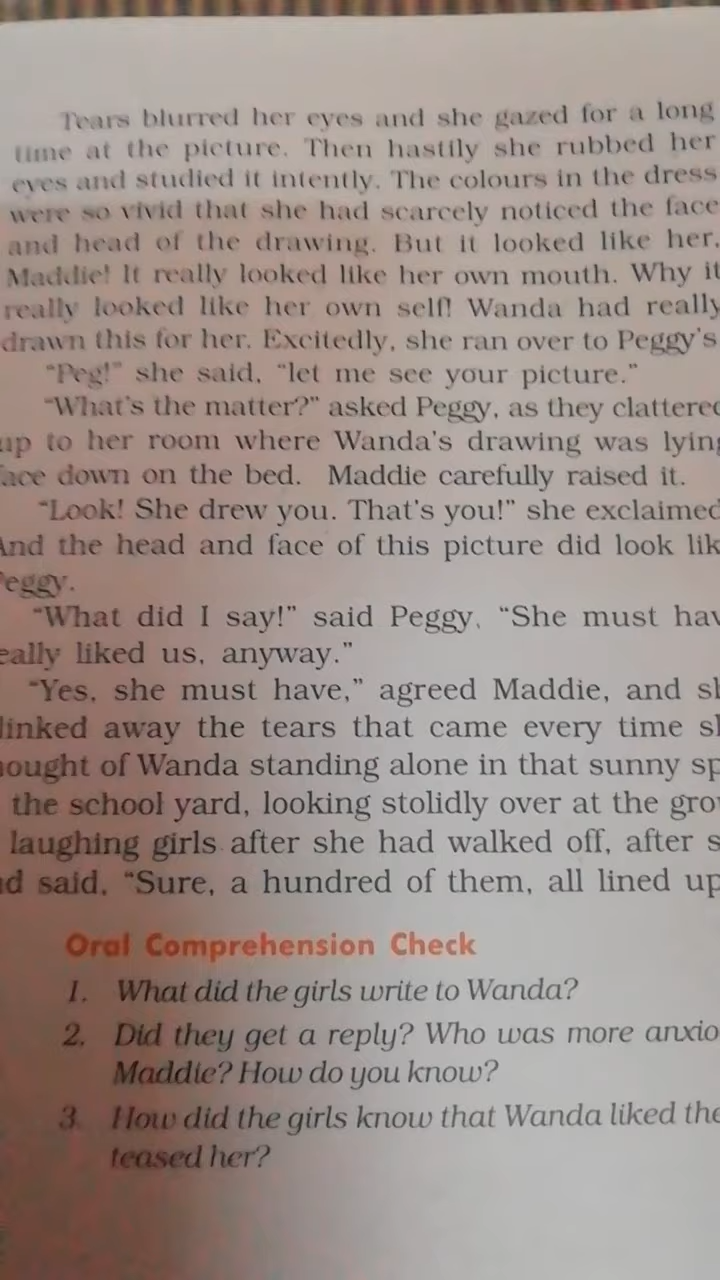 Tears blurred her eyes and she gazed for a long
time at the picture. Then hastily she rubbed her
eyes and studied it intently. The colours in the dress
were so vivid that she had scarcely noticed the face
and head of the drawing. But it looked like her,
Maddie! It really looked like her own mouth. Why it
really looked like her own self! Wanda had really
drawn this for her. Excitedly, she ran over to Peggy's
“Peg!” she said, “let me see your picture.”
“What's the matter?” asked Peggy, as they clattered
up to her room where Wanda's drawing was lying
face down on the bed. Maddie carefully raised it.
“Look! She drew you. That's you!” she exclaimed
And the head and face of this picture did look lik
Peggy.
“What did I say!” said Peggy, “She must hav
eally liked us, anyway.”
“Yes, she must have,” agreed Maddie, and sh
linked away the tears that came every time sh
ought of Wanda standing alone in that sunny sp
the school yard, looking stolidly over at the gro
laughing girls after she had walked off, after s
d said, “Sure, a hundred of them, all lined up
Oral Comprehension Check
1. What did the girls write to Wanda?
2. Did they get a reply? Who was more anxio
Maddie? How do you know?
3. How did the girls know that Wanda liked the
teased her?